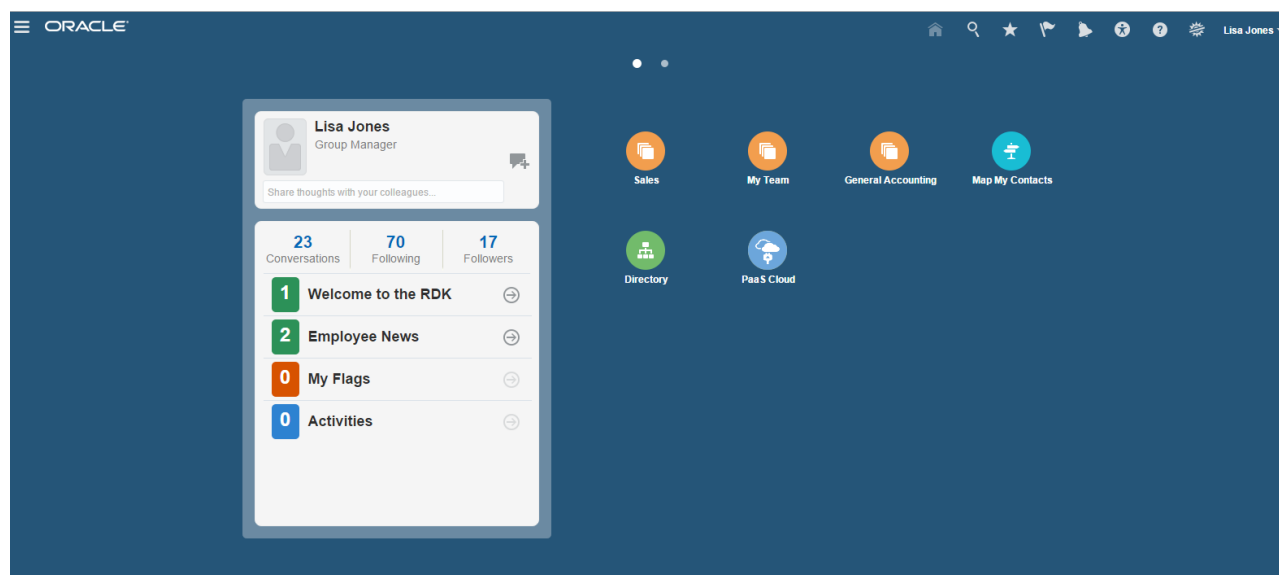 ORACLE
Lisa Jones
Lisa Jones
Group Manager
Share thoughts with your colleagues...
23 70 17
Conversations Following Followers
1 Welcome to the RDK
2 Employee News
0 My Flags
0 Activities
Sales My Team General Accounting Map My Contacts
Directory PaaS Cloud